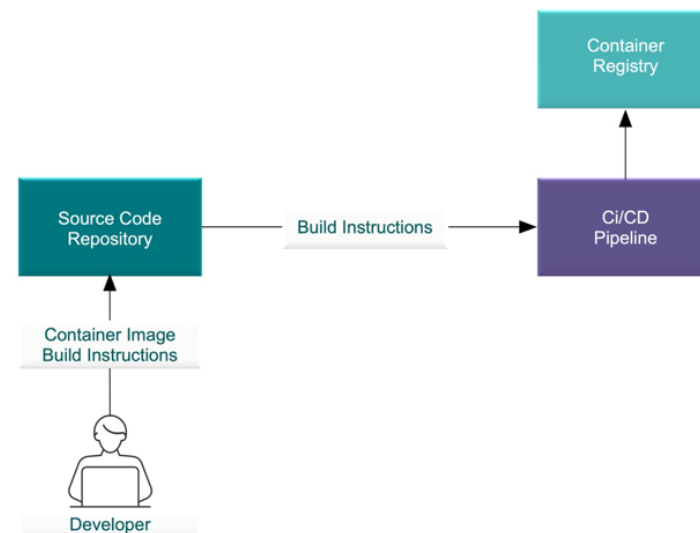 Container
Registry
Source Code
Repository
Build Instructions
Ci/CD
Pipeline
Container Image
Build Instructions
Developer